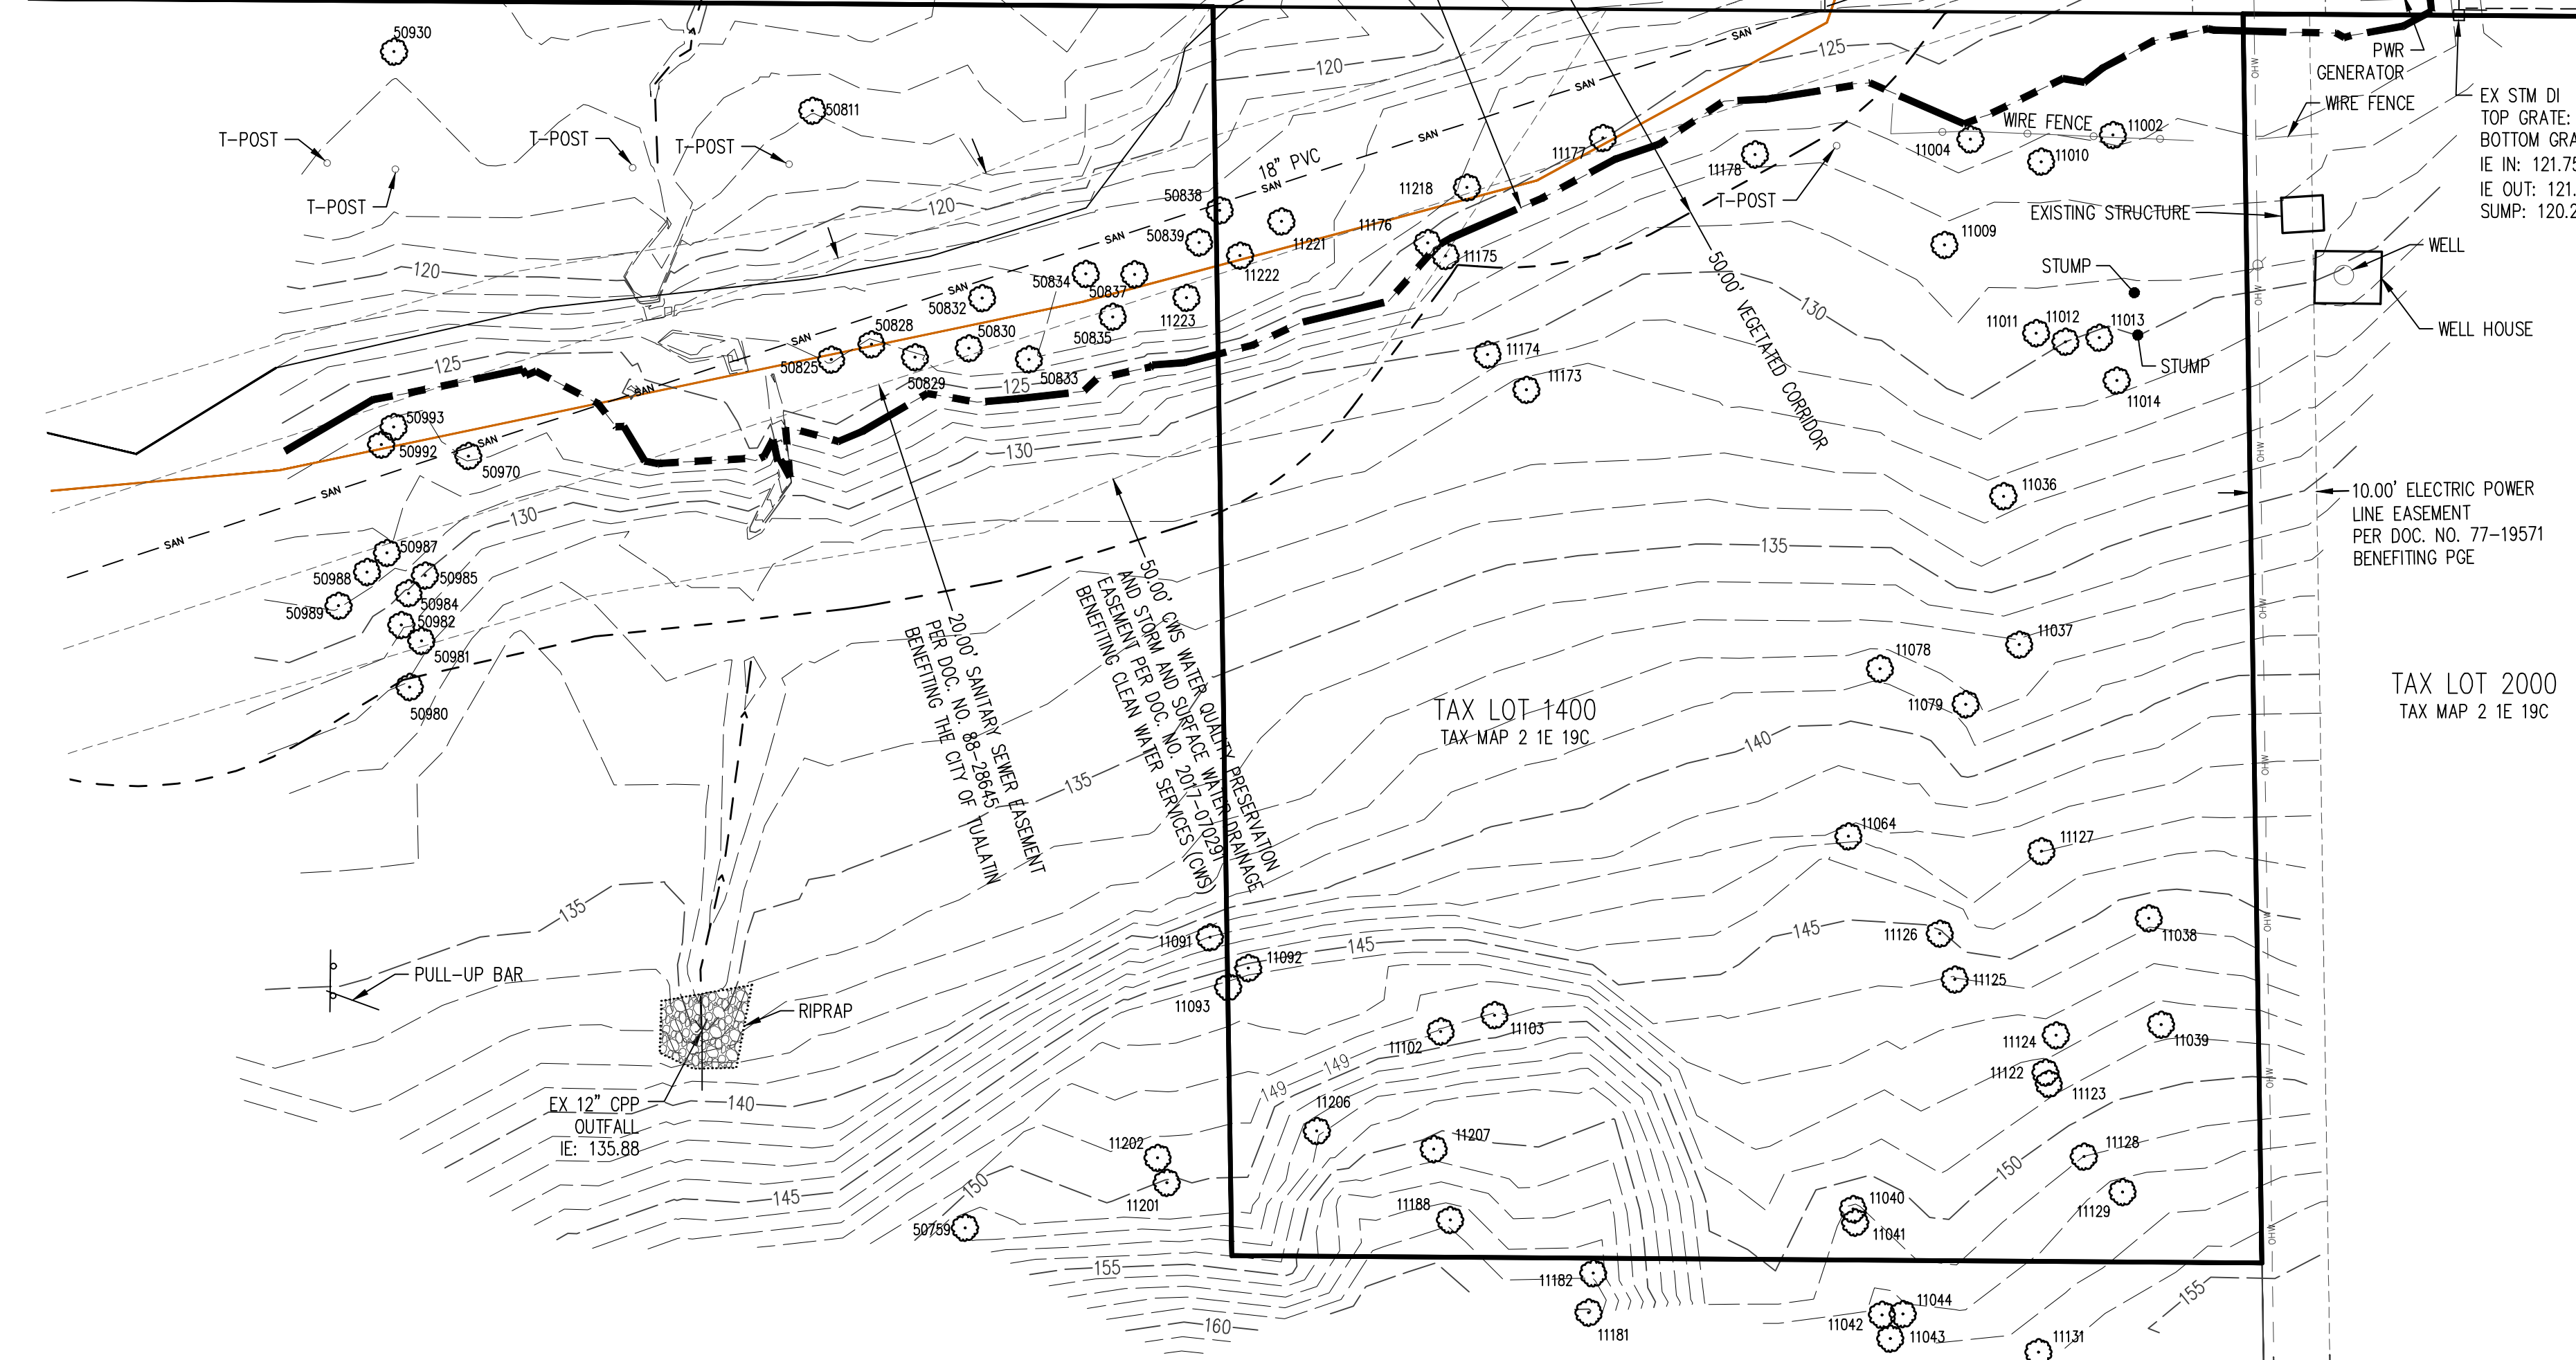 50930
50811
T-POST
T-POST
T-POST
T-POST
120
120
120
125
125
125
SAN
SAN
SAN
SAN
SAN
SAN
SAN
SAN
SAN
SAN
SAN
18" PVC
PWR
GENERATOR
WIRE FENCE
WIRE FENCE
EX STM DI
TOP GRATE:
BOTTOM GRA
IE IN: 121.75
IE OUT: 121.
SUMP: 120.2
11177
11178
11004
11010
11002
T-POST
EXISTING STRUCTURE
11009
WELL
WELL HOUSE
STUMP
STUMP
11011
11012
11013
11014
50838
50839
11221
11222
11223
11218
11176
11175
11174
11173
50834
50837
50835
50832
50830
50833
50828
50829
50825
50993
50992
50970
130
130
130
50987
50988
50985
50989
50984
50982
50981
50980
50.00' VEGETATED CORRIDOR
20.00' SANITARY SEWER EASEMENT
PER DOC. NO. 88-28645
BENEFITING THE CITY OF TUALATIN
50.00' CWS WATER QUALITY PRESERVATION
AND STORM AND SURFACE WATER DRAINAGE
EASEMENT PER DOC. NO. 2017-070291
BENEFITING CLEAN WATER SERVICES (CWS)
11036
10.00' ELECTRIC POWER
LINE EASEMENT
PER DOC. NO. 77-19571
BENEFITING PGE
135
135
135
11037
11078
11079
TAX LOT 1400
TAX MAP 2 1E 19C
TAX LOT 2000
TAX MAP 2 1E 19C
140
140
11064
11127
145
145
145
11126
11125
11038
11124
11039
11122
11123
11091
11092
11093
11102
11103
149
149
PULL-UP BAR
RIPRAP
EX 12" CPP
OUTFALL
IE: 135.88
11206
11207
11202
11201
11188
50759
150
150
11128
11129
11040
11041
155
155
160
11182
11181
11042
11044
11043
11131
OHW
OHW
OHW
OHW
OHW
OHW
OHW
OHW